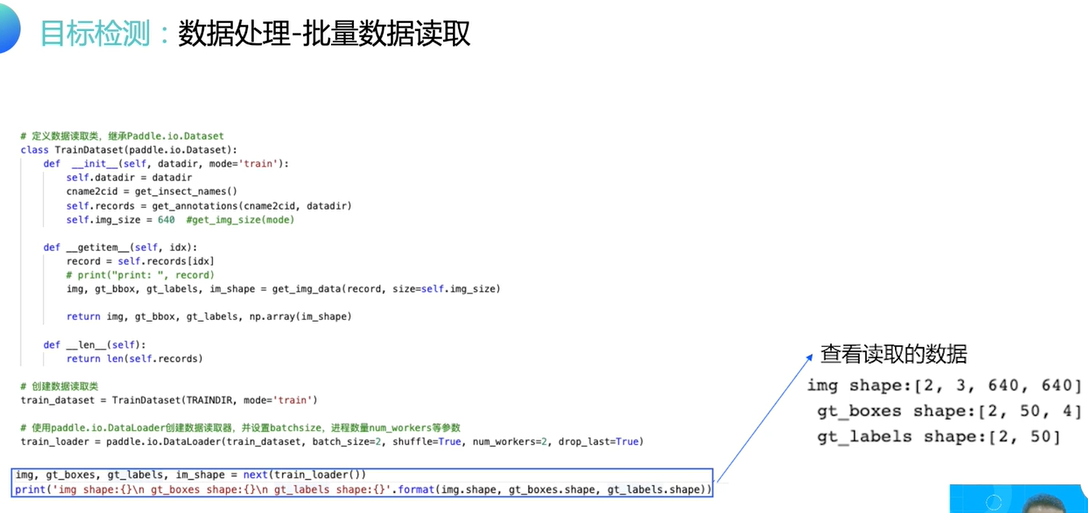 目标检测：数据处理-批量数据读取
# 定义数据读取类，继承Paddle.io.Dataset
class TrainDataset(paddle.io.Dataset):
def __init__(self, datadir, mode='train'):
self.datadir = datadir
cname2cid = get_insect_names()
self.records = get_annotations(cname2cid, datadir)
self.img_size = 640 #get_img_size(mode)
def __getitem__(self, idx):
record = self.records[idx]
# print("print: ", record)
img, gt_bbox, gt_labels, im_shape = get_img_data(record, size=self.img_size)
return img, gt_bbox, gt_labels, np.array(im_shape)
def __len__(self):
return len(self.records)
# 创建数据读取类
train_dataset = TrainDataset(TRAINDIR, mode='train')
# 使用paddle.io.DataLoader创建数据读取器，并设置batchsize，进程数量num_workers等参数
train_loader = paddle.io.DataLoader(train_dataset, batch_size=2, shuffle=True, num_workers=2, drop_last=True)
img, gt_boxes, gt_labels, im_shape = next(train_loader())
print('img shape:{}\n gt_boxes shape:{}\n gt_labels shape:{}'.format(img.shape, gt_boxes.shape, gt_labels.shape))
查看读取的数据
img shape:[2, 3, 640, 640]
gt_boxes shape:[2, 50, 4]
gt_labels shape:[2, 50]